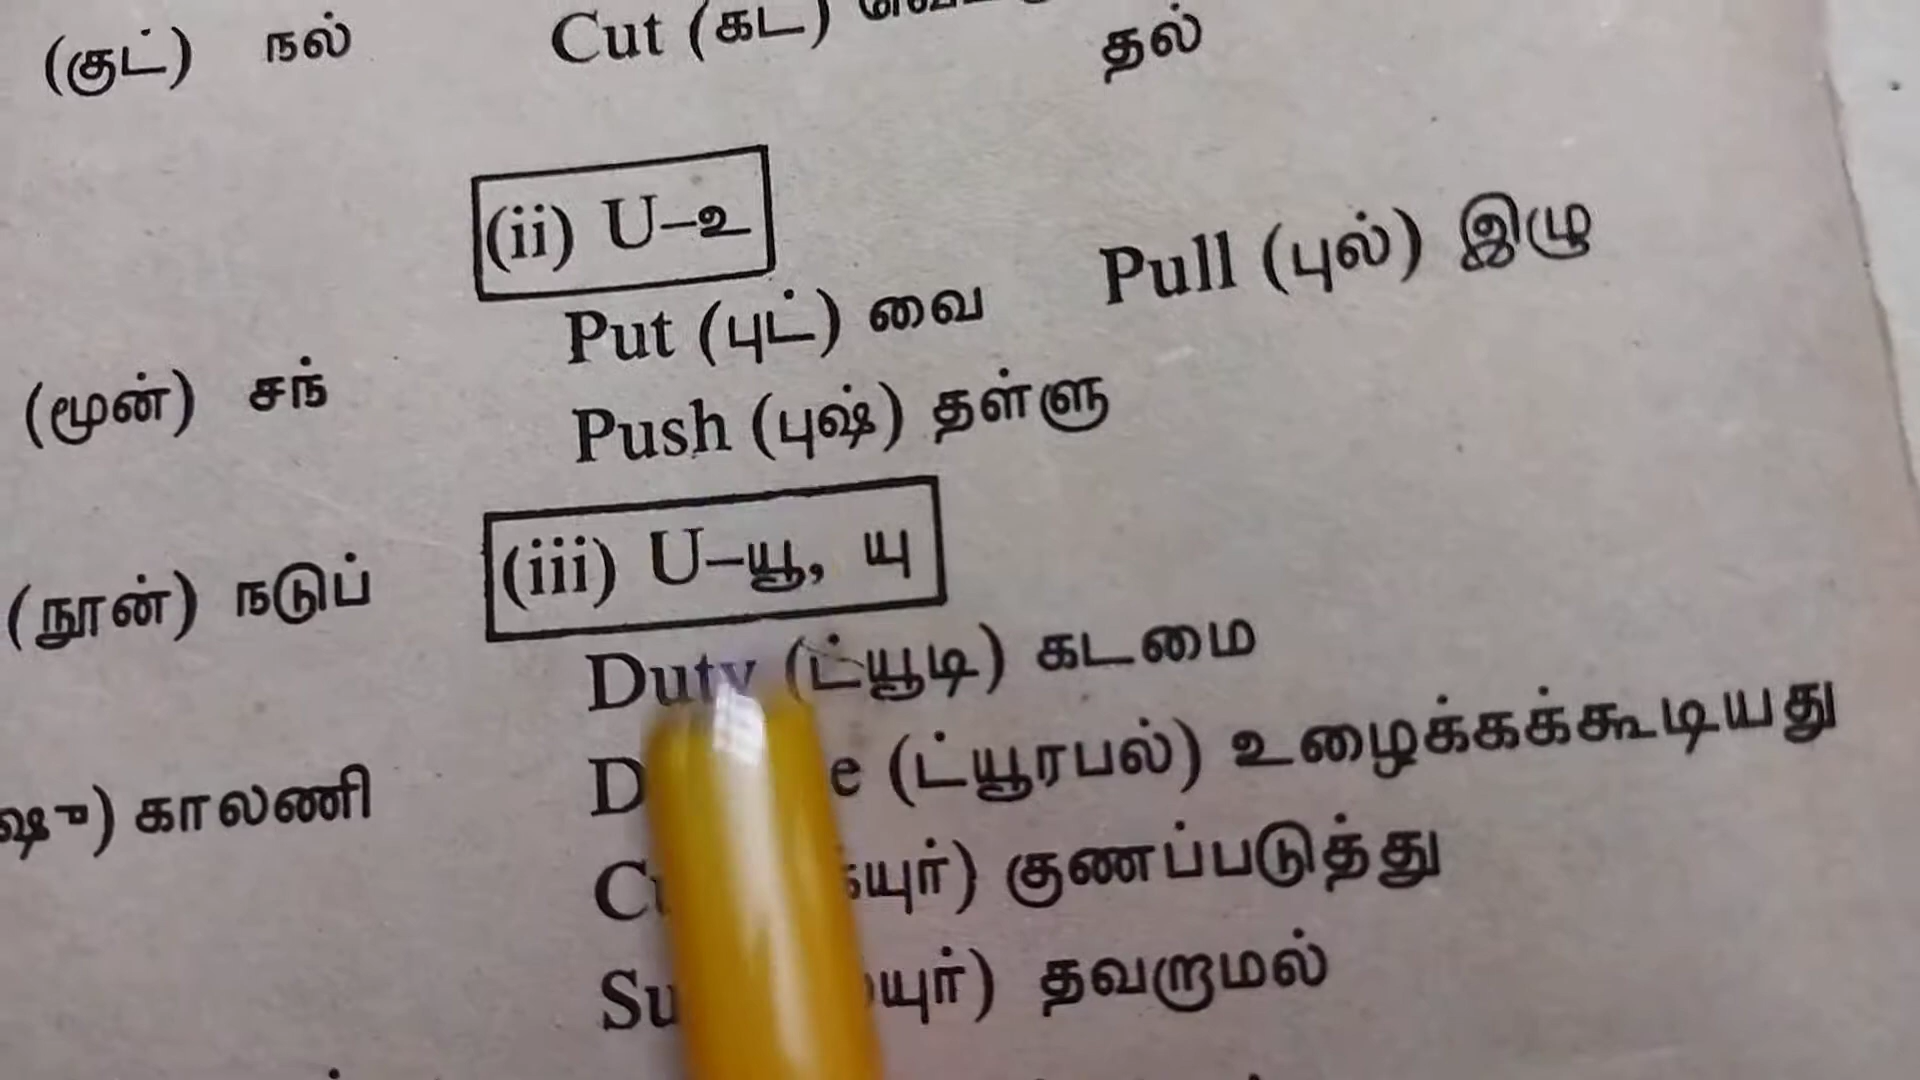 (குட்) நல்
Cut (கட்)
தல்
(ii) U–உ
Put (புட்) வை Pull (புல்) இழு
(மூன்) சந்
Push (புஷ்) தள்ளு
(iii) U–யூ, யு
(நூன்) நடுப்
Duty (ட்யூடி) கடமை
(ட்யூரபல்) உழைக்கக்கூடியது
ஷு) காலணி
க்யுர்) குணப்படுத்து
யுர்) தவறாமல்